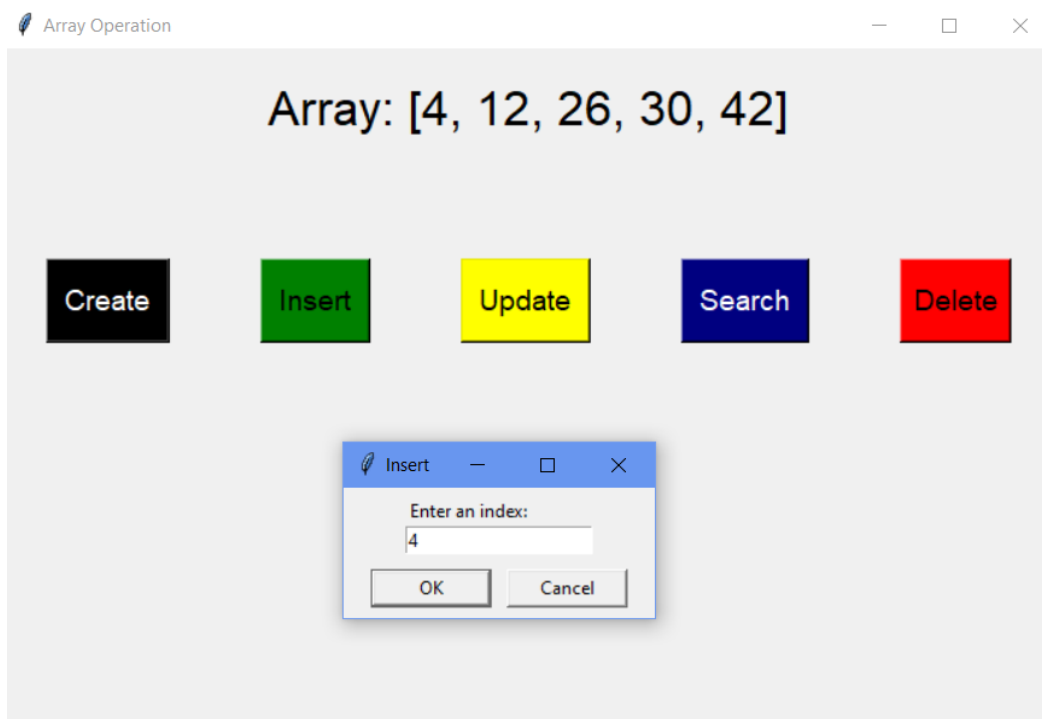 Array Operation
Array: [4, 12, 26, 30, 42]
Create Insert Update Search Delete
Insert
Enter an index:
4
OK Cancel